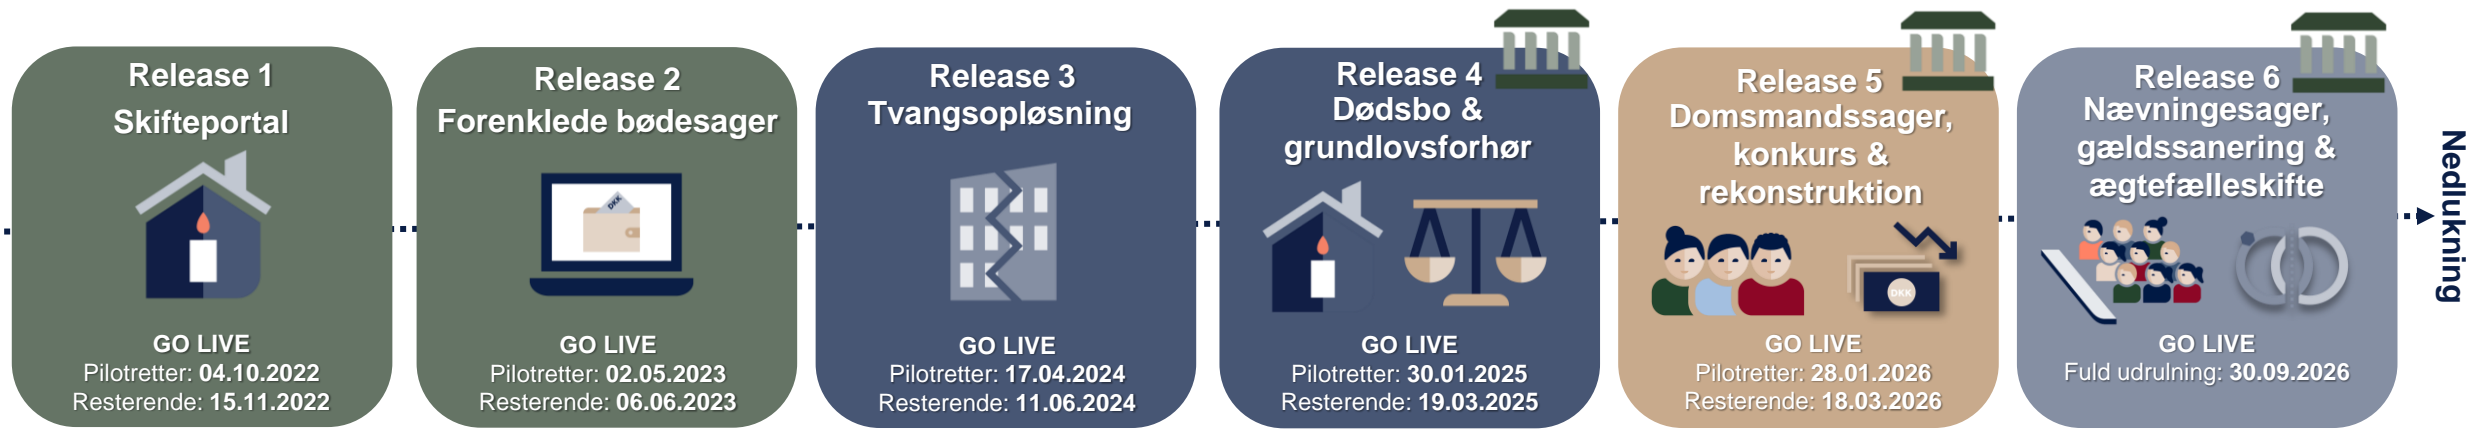 Release 1
Skifteportal
GO LIVE
Pilotretter: 04.10.2022
Resterende: 15.11.2022
Release 2
Forenklede bødesager
DKK
GO LIVE
Pilotretter: 02.05.2023
Resterende: 06.06.2023
Release 3
Tvangsopløsning
GO LIVE
Pilotretter: 17.04.2024
Resterende: 11.06.2024
Release 4
Dødsbo &
grundlovsforhør
GO LIVE
Pilotretter: 30.01.2025
Resterende: 19.03.2025
Release 5
Domsmandssager,
konkurs &
rekonstruktion
DKK
GO LIVE
Pilotretter: 28.01.2026
Resterende: 18.03.2026
Release 6
Nævningesager,
gældssanering &
ægtefælleskifte
GO LIVE
Fuld udrulning: 30.09.2026
Nedlukning